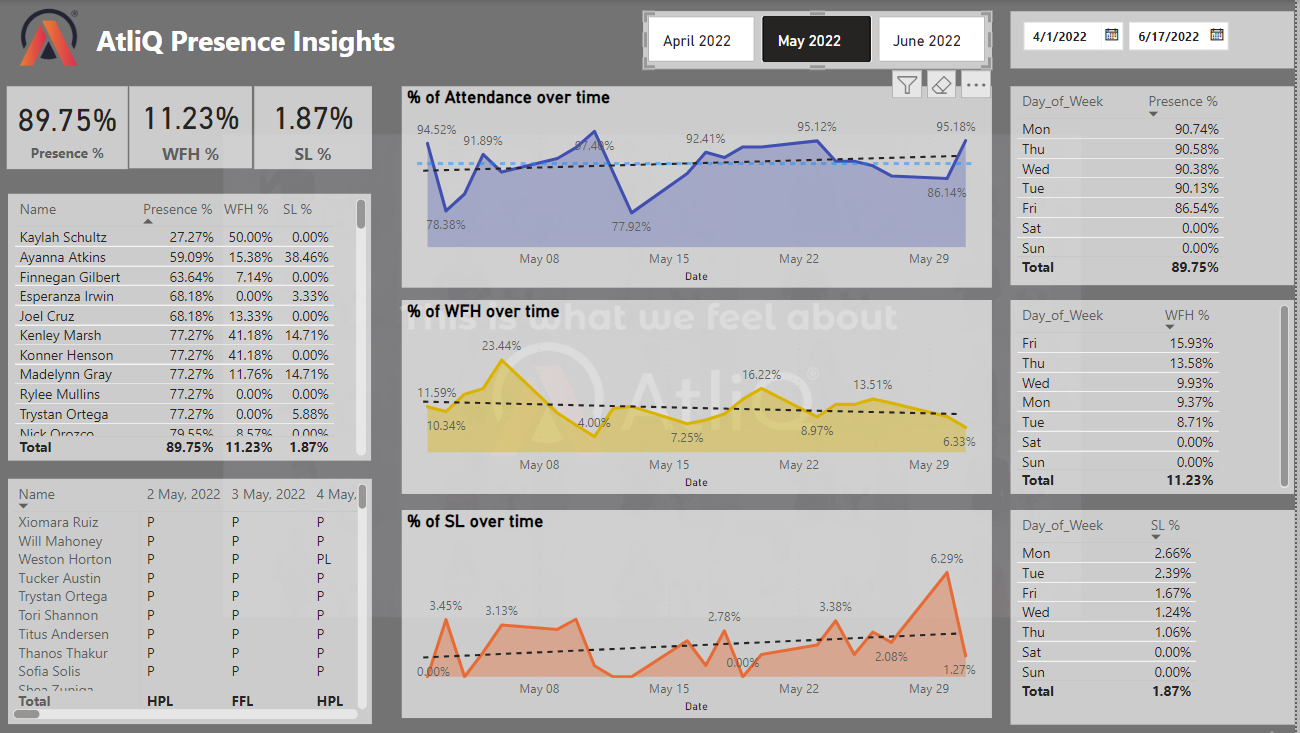 AtliQ Presence Insights
April 2022
May 2022
June 2022
4/1/2022
6/17/2022
89.75%
Presence %
11.23%
WFH %
1.87%
SL %
Name Presence % WFH % SL %
Kaylah Schultz 27.27% 50.00% 0.00%
Ayanna Atkins 59.09% 15.38% 38.46%
Finnegan Gilbert 63.64% 7.14% 0.00%
Esperanza Irwin 68.18% 0.00% 3.33%
Joel Cruz 68.18% 13.33% 0.00%
Kenley Marsh 77.27% 41.18% 14.71%
Konner Henson 77.27% 41.18% 0.00%
Madelynn Gray 77.27% 11.76% 14.71%
Rylee Mullins 77.27% 0.00% 0.00%
Trystan Ortega 77.27% 0.00% 5.88%
Nick Orozco 79.55% 8.57% 0.00%
Total 89.75% 11.23% 1.87%
Name 2 May, 2022 3 May, 2022 4 May,
Xiomara Ruiz P P P
Will Mahoney P P P
Weston Horton P P PL
Tucker Austin P P P
Trystan Ortega P P P
Tori Shannon P P P
Titus Andersen P P P
Thanos Thakur P P P
Sofia Solis P P P
Shea Zuniga
Total HPL FFL HPL
% of Attendance over time
94.52%
78.38%
91.89%
97.40%
77.92%
92.41%
95.12%
86.14%
95.18%
May 08 May 15 May 22 May 29
Date
% of WFH over time
This is what we feel about
AtliQ
11.59%
10.34%
23.44%
4.00%
7.25%
16.22%
8.97%
13.51%
6.33%
May 08 May 15 May 22 May 29
Date
% of SL over time
0.00%
3.45%
3.13%
2.78%
0.00%
3.38%
2.08%
6.29%
1.27%
May 08 May 15 May 22 May 29
Date
Day_of_Week Presence %
Mon 90.74%
Thu 90.58%
Wed 90.38%
Tue 90.13%
Fri 86.54%
Sat 0.00%
Sun 0.00%
Total 89.75%
Day_of_Week WFH %
Fri 15.93%
Thu 13.58%
Wed 9.93%
Mon 9.37%
Tue 8.71%
Sat 0.00%
Sun 0.00%
Total 11.23%
Day_of_Week SL %
Mon 2.66%
Tue 2.39%
Fri 1.67%
Wed 1.24%
Thu 1.06%
Sat 0.00%
Sun 0.00%
Total 1.87%